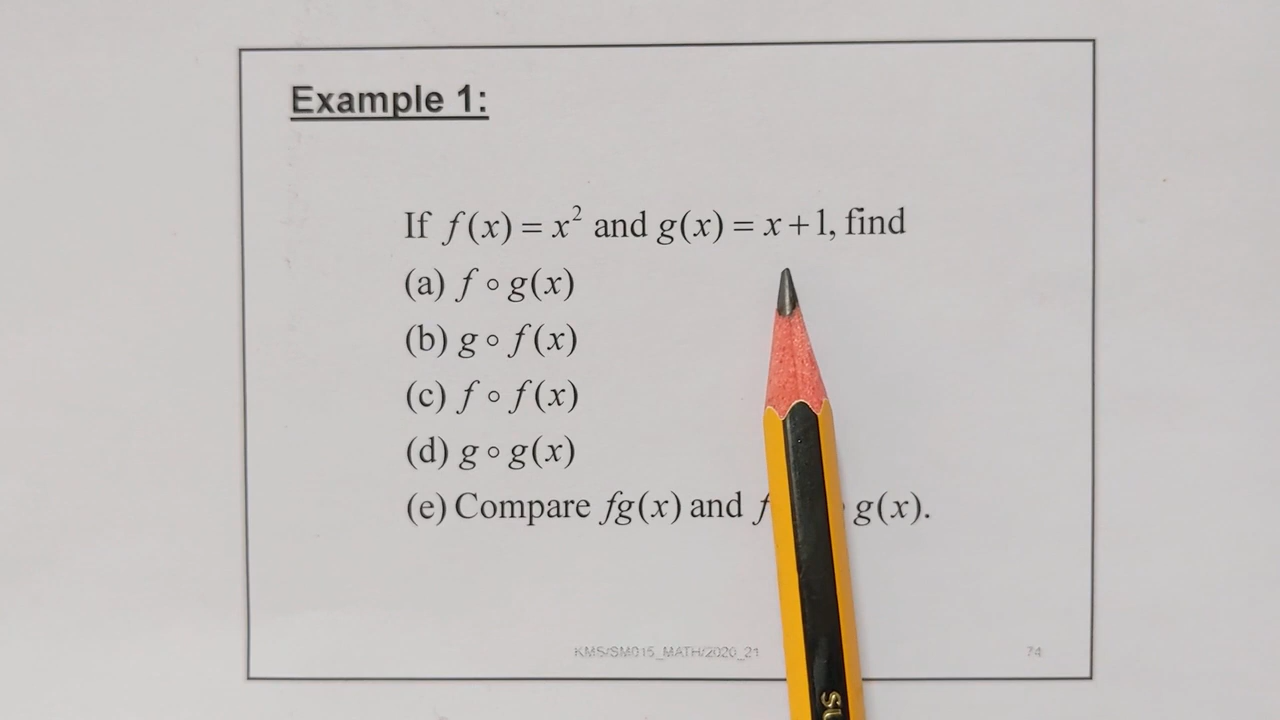 Example 1:
If f(x) = x² and g(x) = x+1, find
(a) f ∘ g(x)
(b) g ∘ f(x)
(c) f ∘ f(x)
(d) g ∘ g(x)
(e) Compare fg(x) and f g(x).
KMS/SM015_MATH/2020_21
74